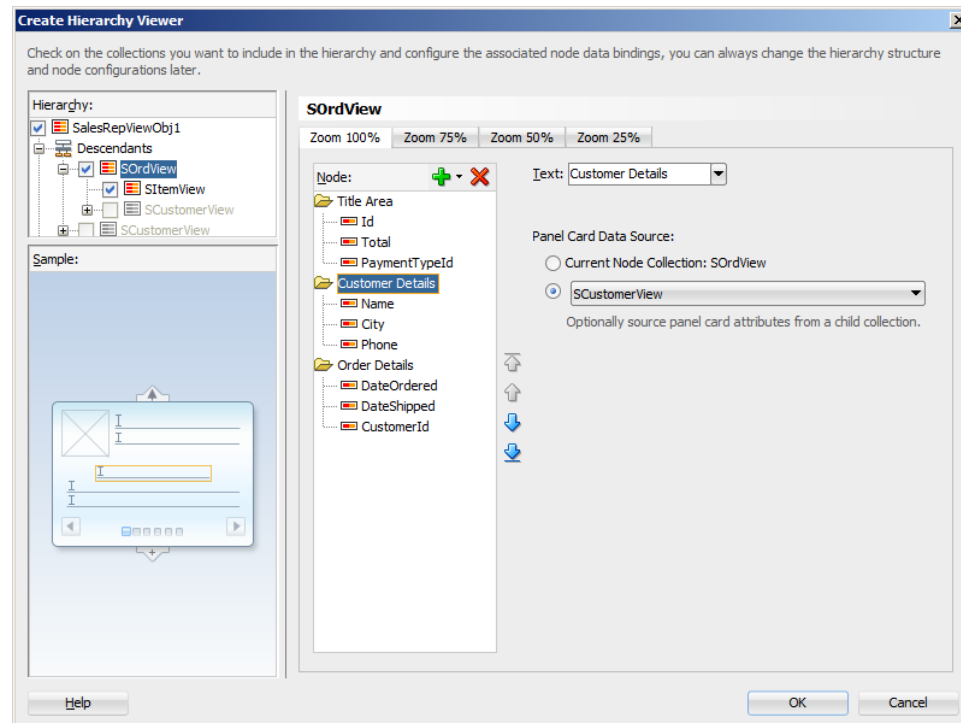 Create Hierarchy Viewer
Check on the collections you want to include in the hierarchy and configure the associated node data bindings, you can always change the hierarchy structure
and node configurations later.
Hierarchy:
SalesRepViewObj1
Descendants
SOrdView
SItemView
SCustomerView
SCustomerView
Sample:
SOrdView
Zoom 100% Zoom 75% Zoom 50% Zoom 25%
Node:
Title Area
Id
Total
PaymentTypeId
Customer Details
Name
City
Phone
Order Details
DateOrdered
DateShipped
CustomerId
Text: Customer Details
Panel Card Data Source:
Current Node Collection: SOrdView
SCustomerView
Optionally source panel card attributes from a child collection.
Help OK Cancel